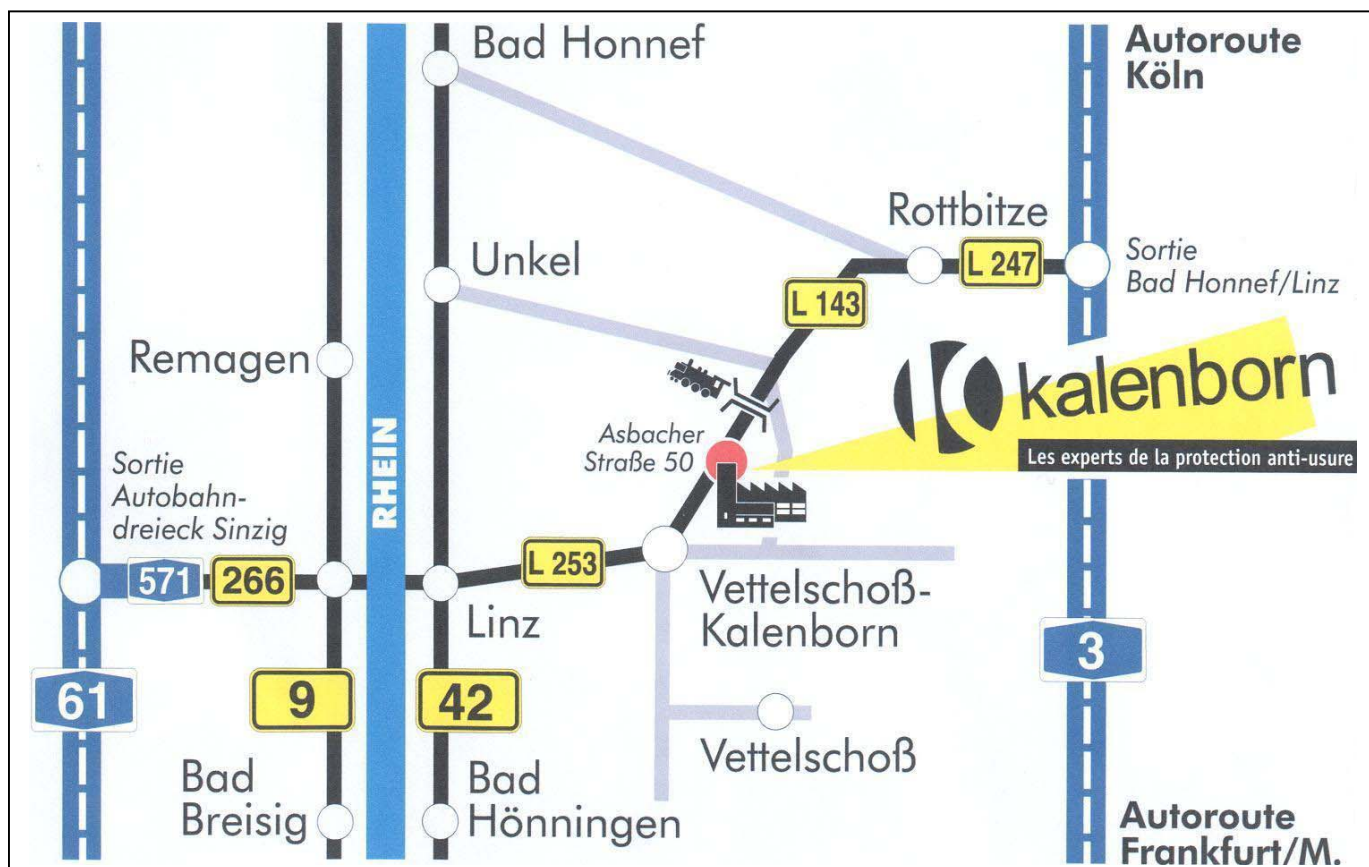 Bad Honnef
Autoroute
Köln
Rottbitze
L 247
Sortie
Bad Honnef/Linz
Unkel
L 143
Remagen
kalenborn
Les experts de la protection anti-usure
Asbacher
Straße 50
RHEIN
Sortie
Autobahn-
dreieck Sinzig
571
266
L 253
Linz
Vettelschoß-
Kalenborn
61
9
42
3
Vettelschoß
Bad
Breisig
Bad
Hönningen
Autoroute
Frankfurt/M.